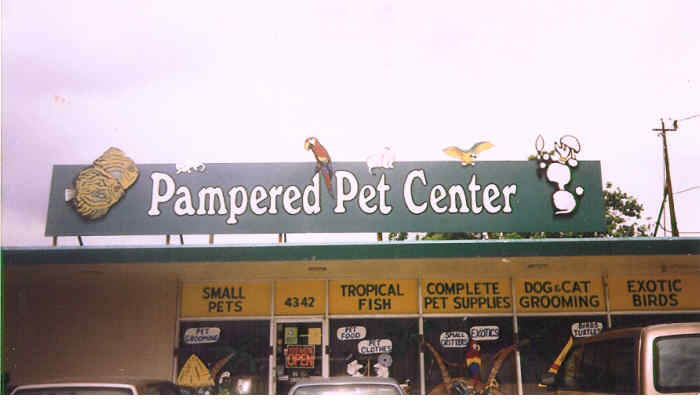 Pampered Pet Center
SMALL
PETS
4342
TROPICAL
FISH
COMPLETE
PET SUPPLIES
DOG & CAT
GROOMING
EXOTIC
BIRDS
PET
GROOMING
OPEN
PET
FOOD
PET
CLOTHES
SMALL
CRITTERS
EXOTICS
BIRDS
TURTLES